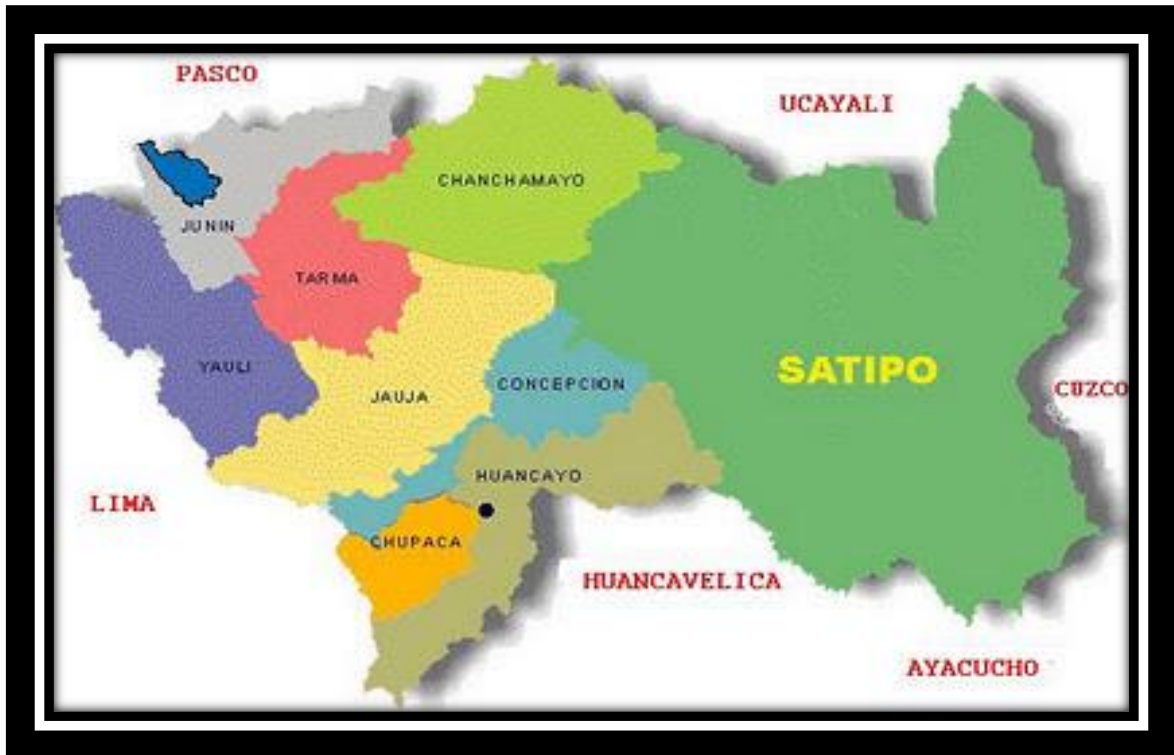 PASCO
UCAYALI
CHANCHAMAYO
JUNIN
TARMA
YAULI
SATIPO
CONCEPCION
CUZCO
JAUJA
HUANCAYO
LIMA
CHUPACA
HUANCAVELICA
AYACUCHO